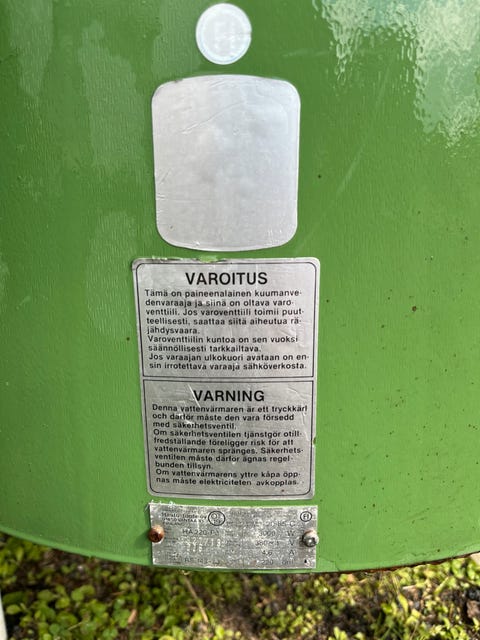 VAROITUS
Tämä on paineenalainen kuumanve-
denvaraaja ja siinä on oltava varo-
venttiili. Jos varoventtiili toimii puut-
teellisesti, saattaa siitä aiheutua rä-
jähdysvaara.
Varoventtiilin kuntoa on sen vuoksi
säännöllisesti tarkkailtava.
Jos varaajan ulkokuori avataan on en-
sin irrotettava varaaja sähköverkosta.
VARNING
Denna vattenvärmaren är ett tryckkärl
och därför måste den vara försedd
med säkerhetsventil.
Om säkerhetsventilen tjänstgör otill-
fredställande föreligger risk för att
vattenvärmaren spränges. Säkerhets-
ventilen måste därför ägnas regel-
bunden tillsyn.
Om vattenvärmarens yttre kåpa öpp-
nas måste elektriciteten avkopplas.
3000 W